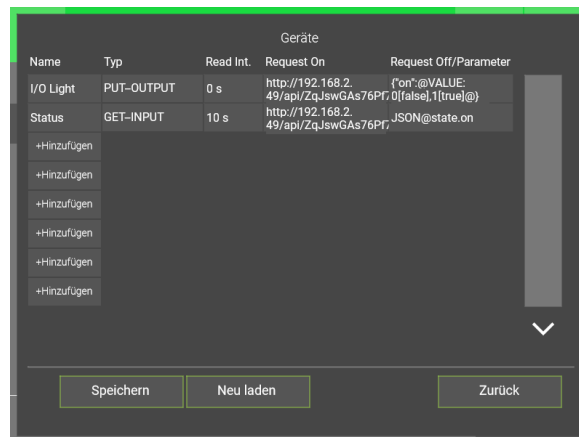 Geräte
Name Typ Read Int. Request On Request Off/Parameter
I/O Light PUT-OUTPUT 0 s http://192.168.2. {"on":@VALUE:
49/api/ZqJswGAs76Pf7 0[false],1[true]@}
Status GET-INPUT 10 s http://192.168.2. JSON@state.on
49/api/ZqJswGAs76Pf7
+Hinzufügen
+Hinzufügen
+Hinzufügen
+Hinzufügen
+Hinzufügen
+Hinzufügen
Speichern Neu laden Zurück